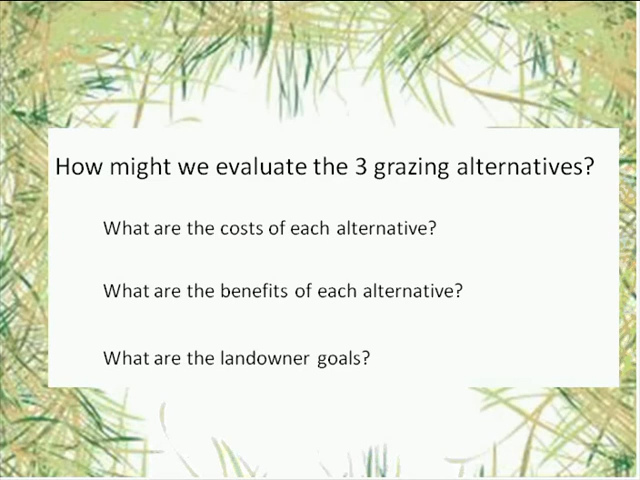 How might we evaluate the 3 grazing alternatives?
What are the costs of each alternative?
What are the benefits of each alternative?
What are the landowner goals?